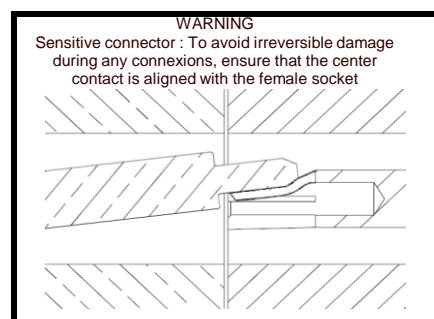 WARNING
Sensitive connector : To avoid irreversible damage
during any connexions, ensure that the center
contact is aligned with the female socket